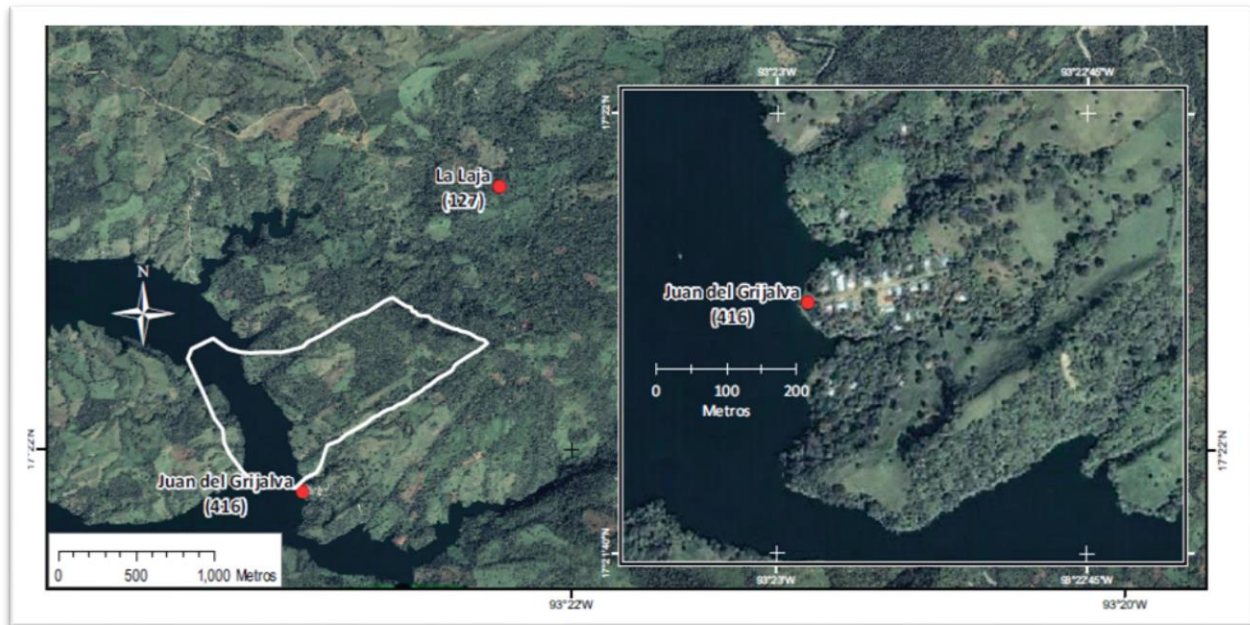 93°23'W
93°22'45"W
17°22'N
La Laja
(127)
N
Juan del Grijalva
(416)
0 100 200
Metros
17°22'N
17°22'N
Juan del Grijalva
(416)
0 500 1,000 Metros
17°21'40"N
93°23'W
93°22'45"W
93°22'W
93°20'W